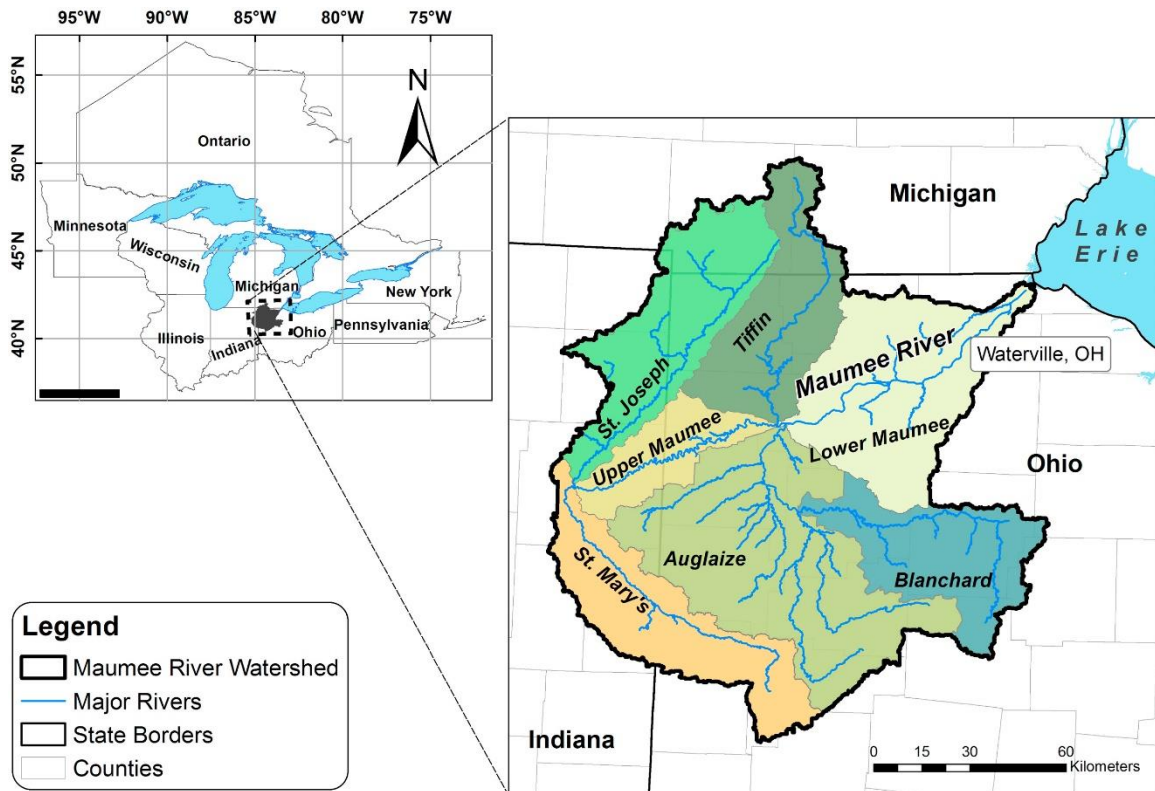 95°W 90°W 85°W 80°W 75°W
55°N
50°N
45°N
40°N
N
Ontario
Minnesota
Wisconsin
Michigan
New York
Illinois
Indiana
Ohio
Pennsylvania
Legend
Maumee River Watershed
Major Rivers
State Borders
Counties
Michigan
Lake
Erie
Tiffin
St. Joseph
Maumee River
Waterville, OH
Upper Maumee
Lower Maumee
Ohio
Auglaize
Blanchard
St. Mary's
Indiana
0 15 30 60
Kilometers